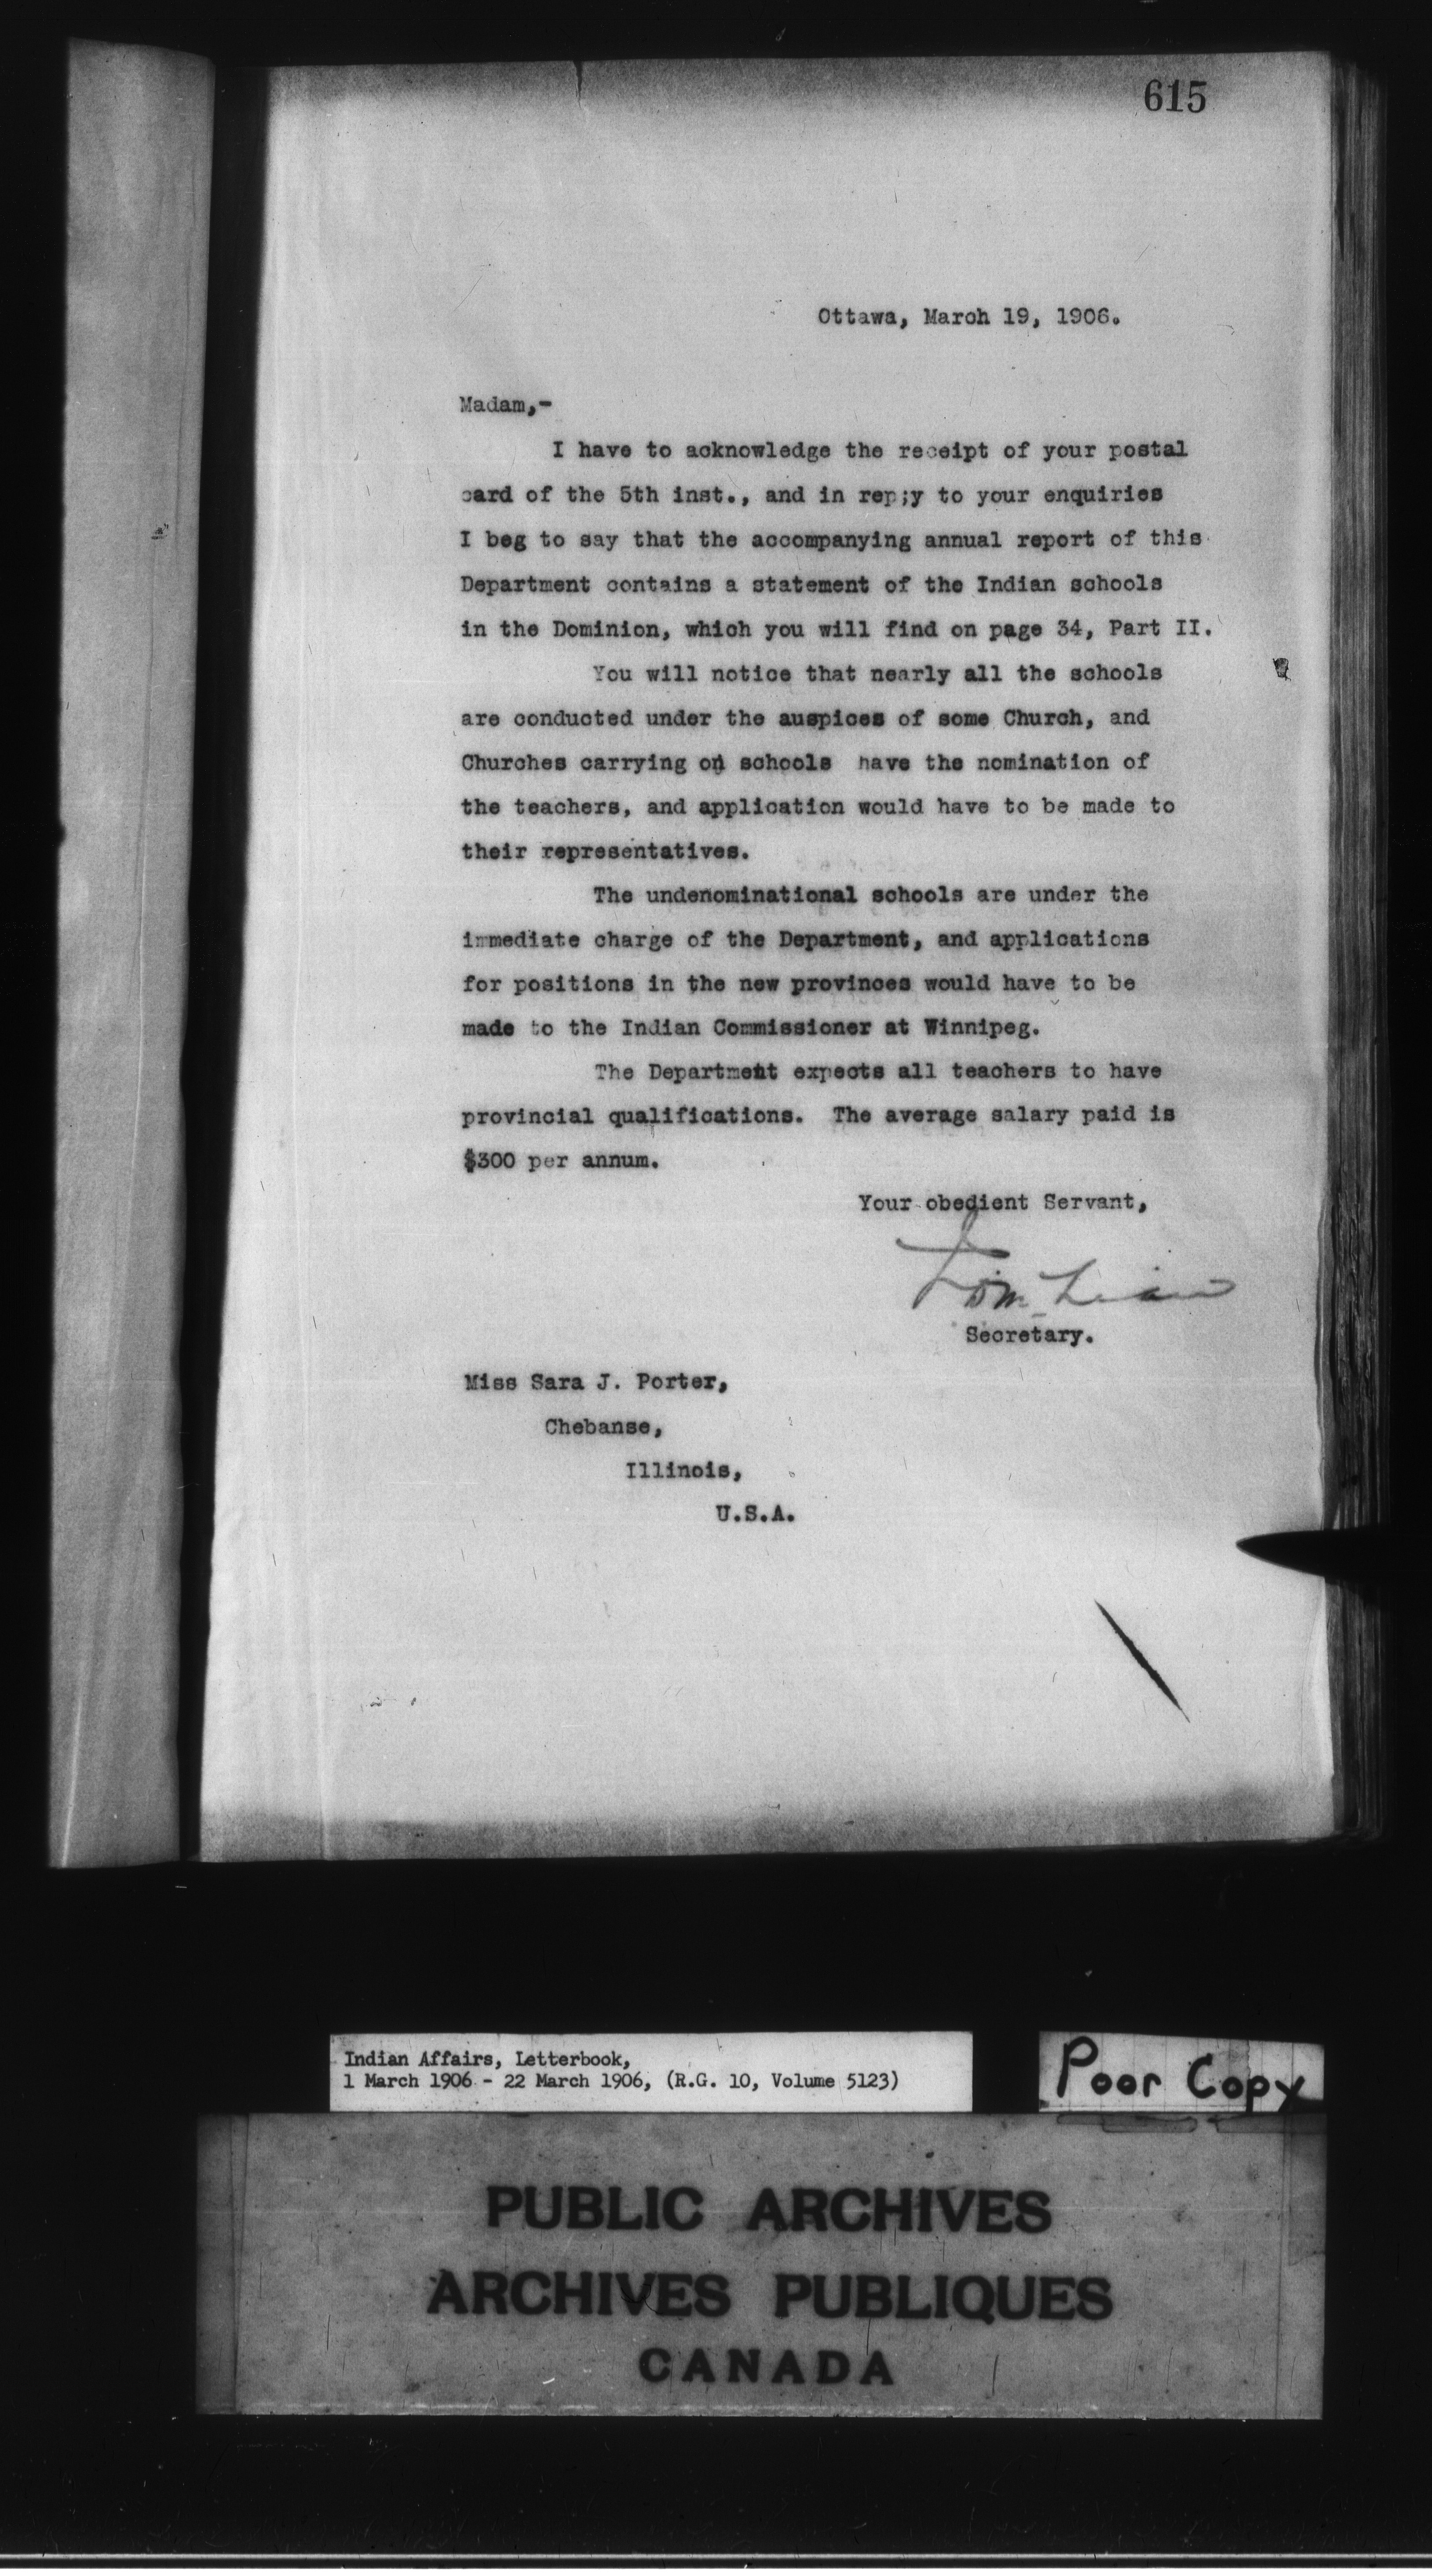 615
Ottawa, March 19, 1906.
Madam,-
I have to acknowledge the receipt of your postal
card of the 5th inst., and in rep;y to your enquiries
I beg to say that the accompanying annual report of this
Department contains a statement of the Indian schools
in the Dominion, which you will find on page 34, Part II.
You will notice that nearly all the schools
are conducted under the auspices of some Church, and
Churches carrying on schools have the nomination of
the teachers, and application would have to be made to
their representatives.
The undenominational schools are under the
immediate charge of the Department, and applications
for positions in the new provinces would have to be
made to the Indian Commissioner at Winnipeg.
The Department expects all teachers to have
provincial qualifications. The average salary paid is
$300 per annum.
Your obedient Servant,
Secretary.
Miss Sara J. Porter,
Chebanse,
Illinois,
U.S.A.
Indian Affairs, Letterbook,
1 March 1906 - 22 March 1906, (R.G. 10, Volume 5123)
Poor Copy
PUBLIC ARCHIVES
ARCHIVES PUBLIQUES
CANADA